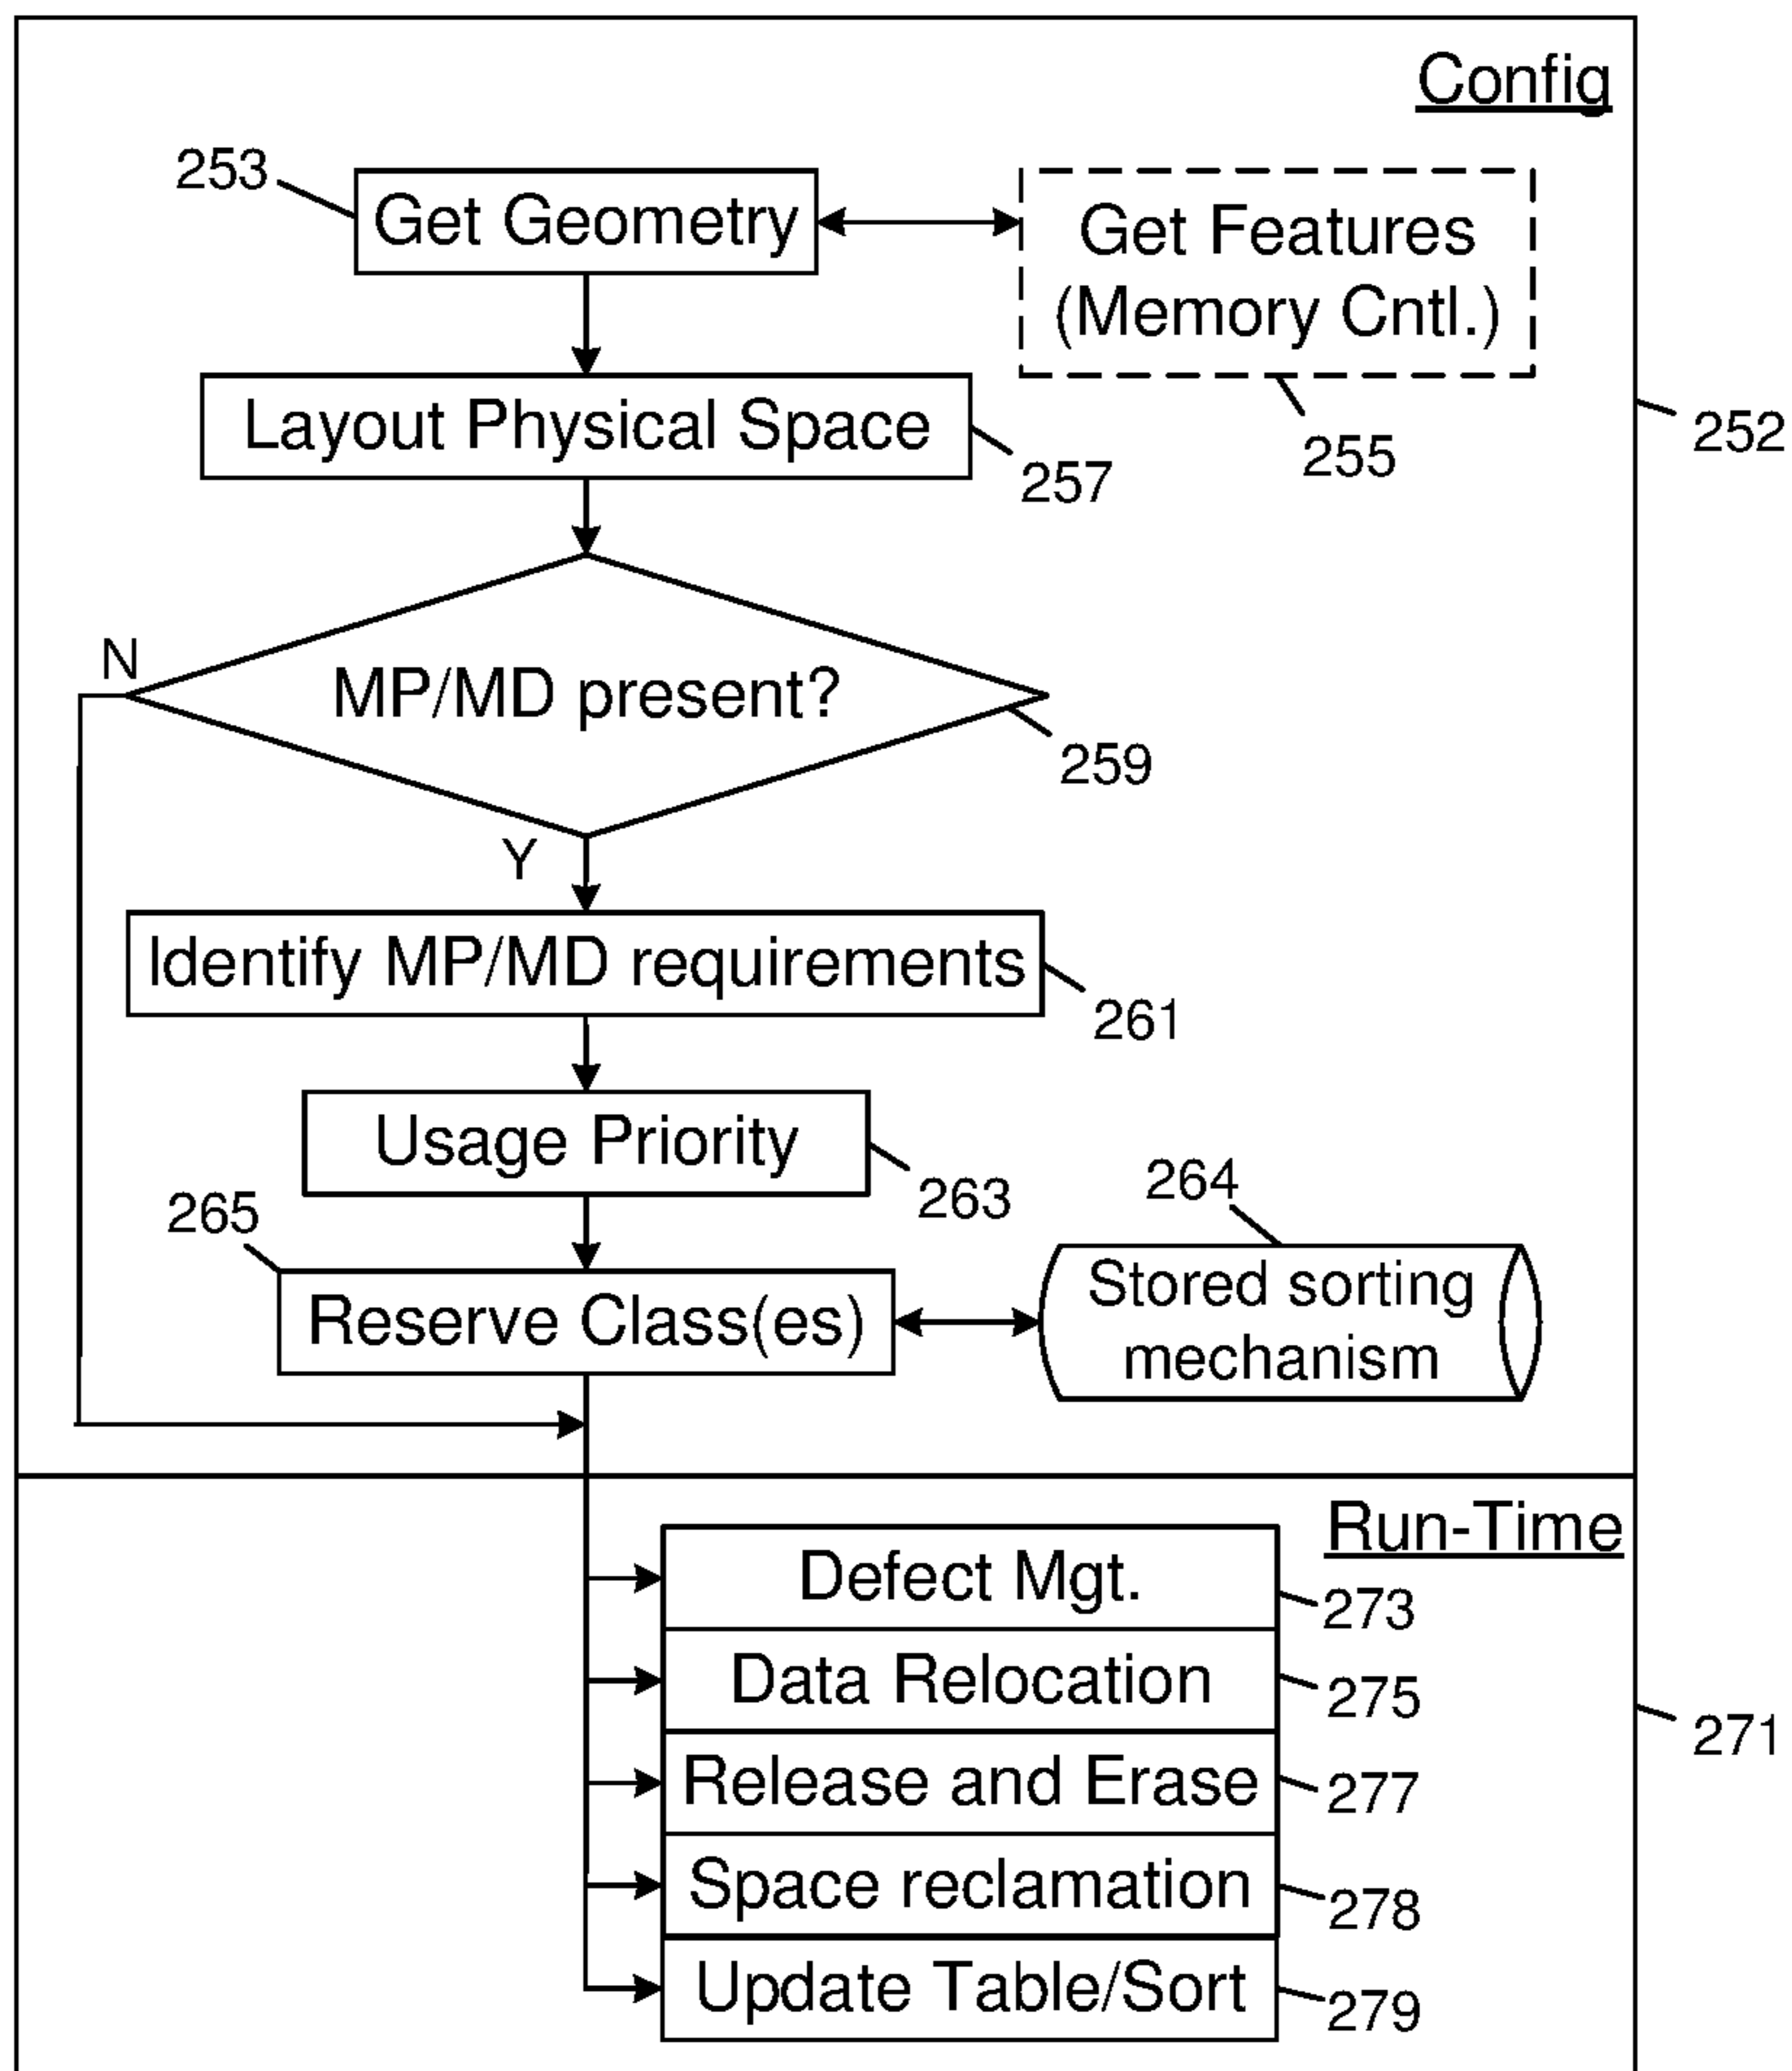 Config
253
Get Geometry
Get Features
(Memory Cntl.)
Layout Physical Space
252
255
257
N
MP/MD present?
259
Y
Identify MP/MD requirements
261
Usage Priority
263
264
265
Reserve Class(es)
Stored sorting
mechanism
Run-Time
Defect Mgt.
273
Data Relocation
275
271
Release and Erase
277
Space reclamation
278
Update Table/Sort
279